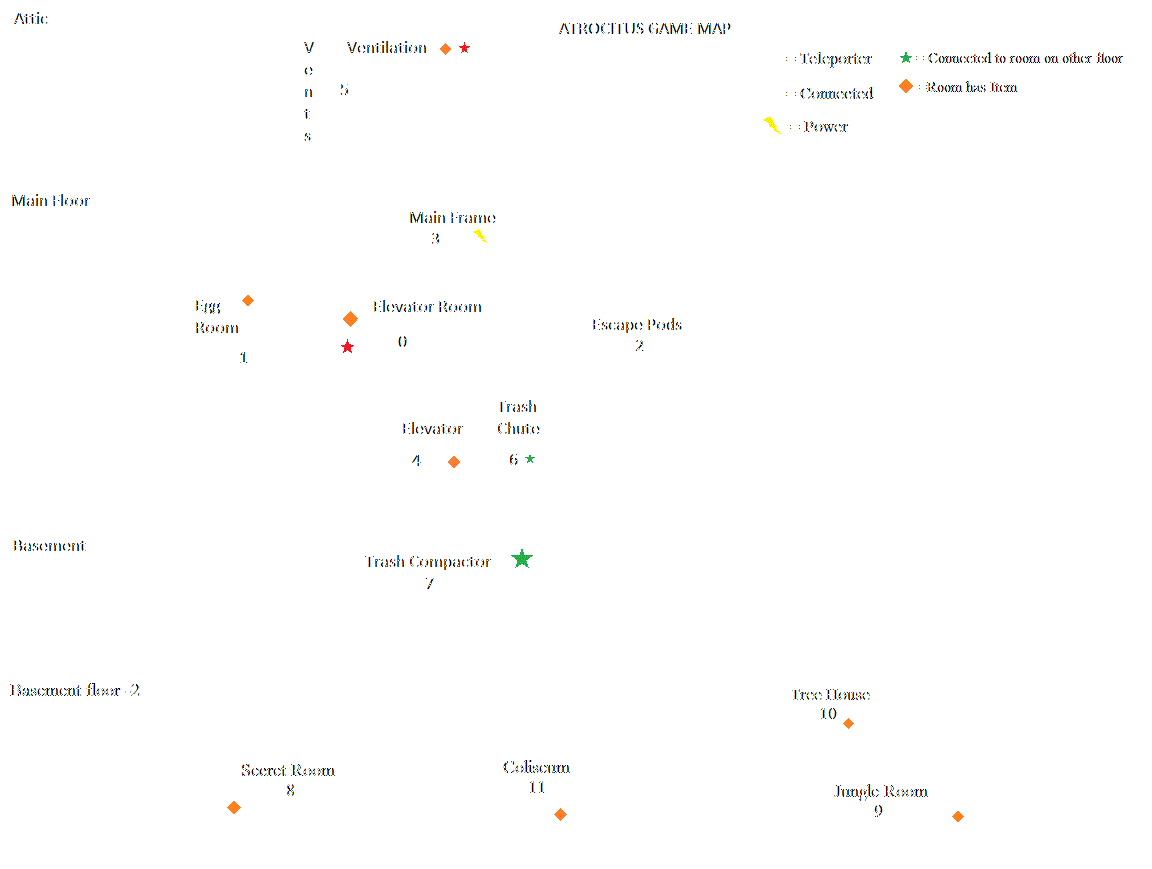 Attic
ATROCITUS GAME MAP
Vents
Ventilation
5
: : Teleporter
: : Connected to room on other floor
: : Connected
: Room has Item
: : Power
Main Floor
Main Frame
3
Egg
Room
1
Elevator Room
0
Escape Pods
2
Elevator
4
Trash
Chute
6
Basement
Trash Compactor
7
Basement floor -2
Tree House
10
Secret Room
8
Coliseum
11
Jungle Room
9